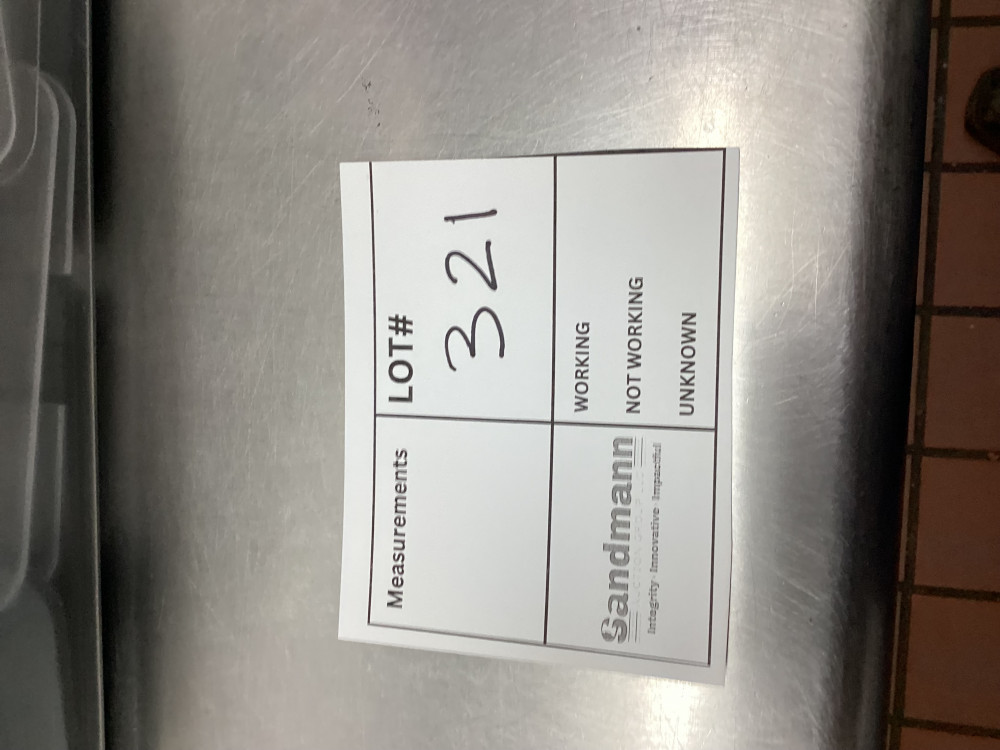 Measurements
LOT#
321
Sandmann
Integrity Innovative Impactful
WORKING
NOT WORKING
UNKNOWN